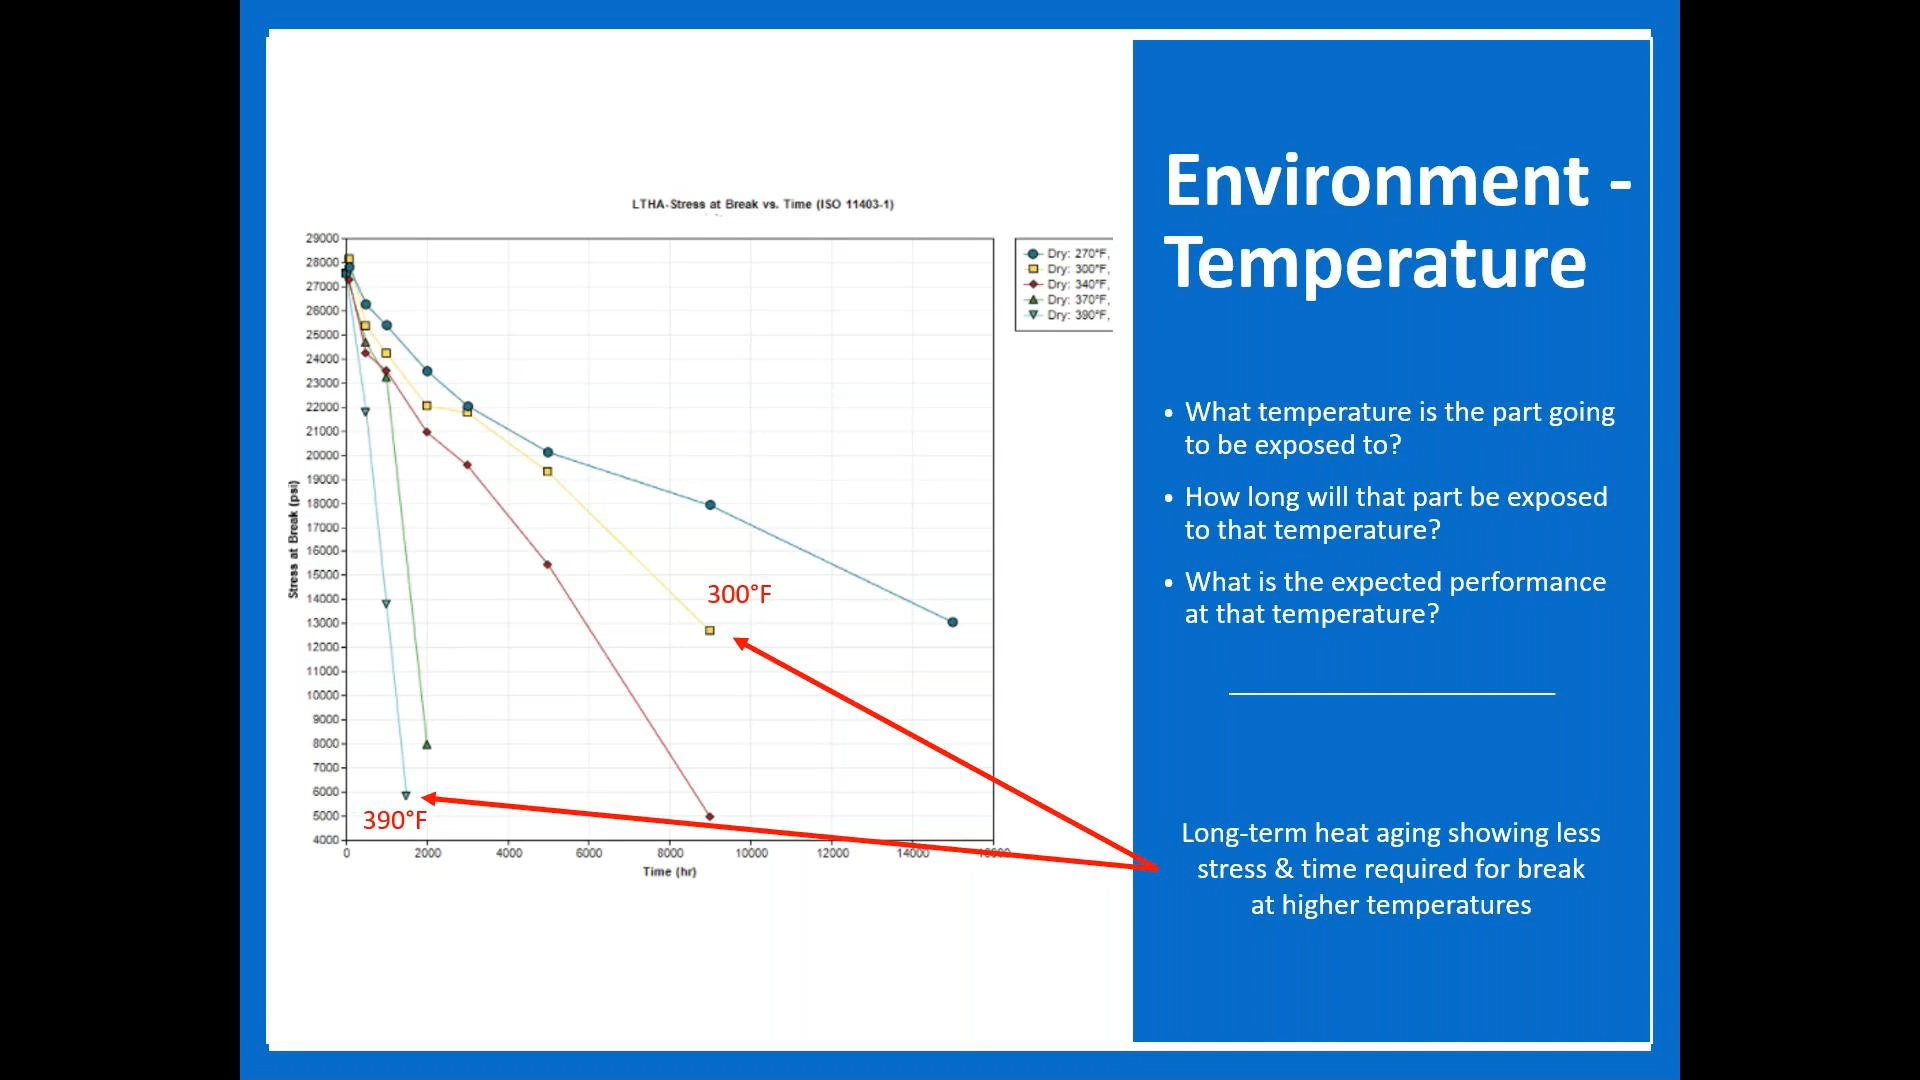 LTHA-Stress at Break vs. Time (ISO 11403-1)
29000
28000
27000
26000
25000
24000
23000
22000
21000
20000
19000
18000
17000
16000
15000
14000
13000
12000
11000
10000
9000
8000
7000
6000
5000
4000
Stress at Break (psi)
0 2000 4000 6000 8000 10000 12000 14000 16000
Time (hr)
Dry: 270°F,
Dry: 300°F,
Dry: 340°F,
Dry: 370°F,
Dry: 390°F,
300°F
390°F
Environment -
Temperature
• What temperature is the part going
to be exposed to?
• How long will that part be exposed
to that temperature?
• What is the expected performance
at that temperature?
Long-term heat aging showing less
stress & time required for break
at higher temperatures